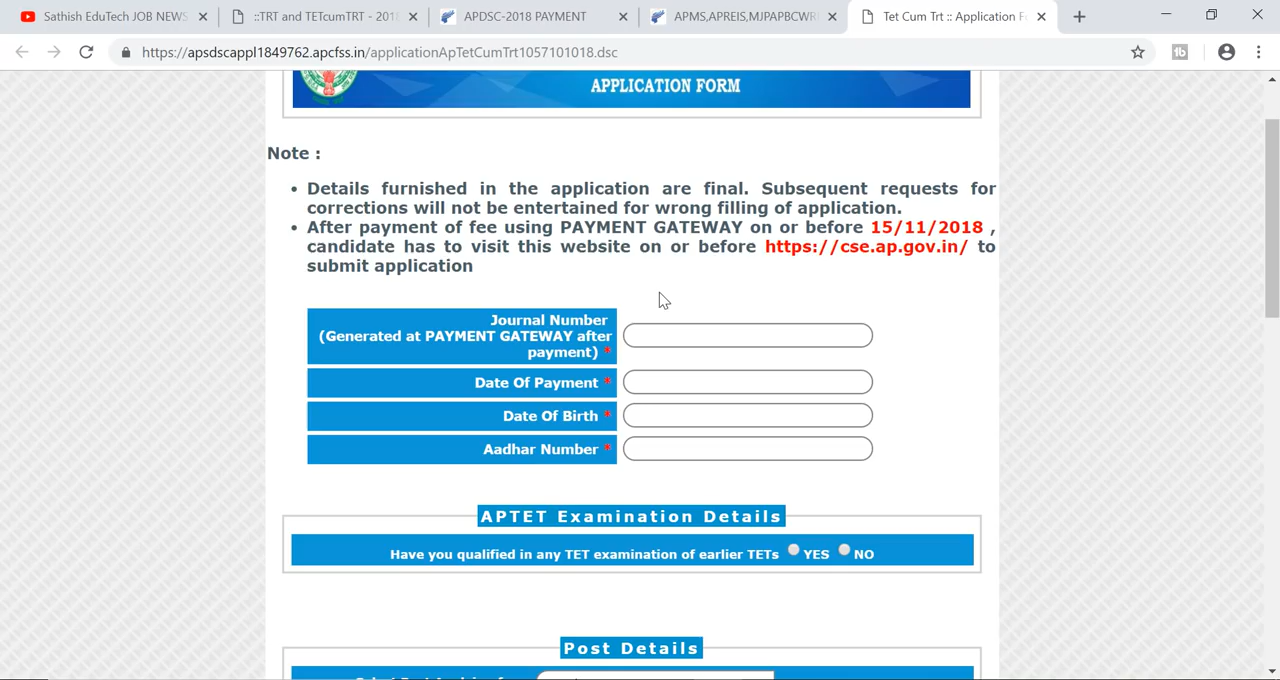 Sathish EduTech JOB NEWS
::TRT and TETcumTRT - 2018
APDSC-2018 PAYMENT
APMS,APREIS,MJPAPBCWR
Tet Cum Trt :: Application F
https://apsdscappl1849762.apcfss.in/applicationApTetCumTrt1057101018.dsc
APPLICATION FORM
Note :
• Details furnished in the application are final. Subsequent requests for
corrections will not be entertained for wrong filling of application.
• After payment of fee using PAYMENT GATEWAY on or before 15/11/2018 ,
candidate has to visit this website on or before https://cse.ap.gov.in/ to
submit application
Journal Number
(Generated at PAYMENT GATEWAY after
payment) *
Date Of Payment *
Date Of Birth *
Aadhar Number *
APTET Examination Details
Have you qualified in any TET examination of earlier TETs YES NO
Post Details